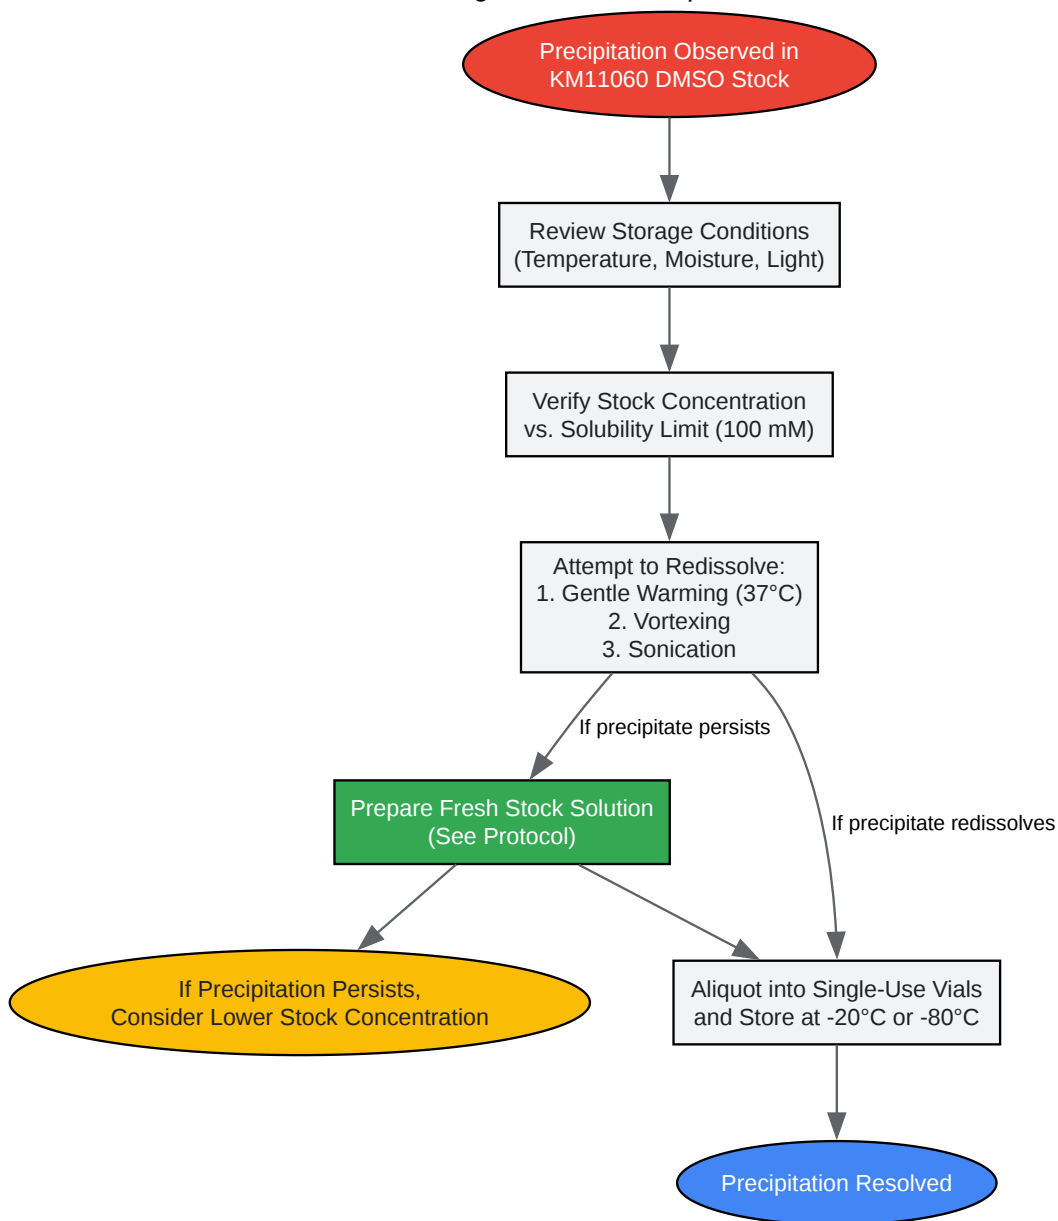 Precipitation Observed in
KM11060 DMSO Stock
Review Storage Conditions
(Temperature, Moisture, Light)
Verify Stock Concentration
vs. Solubility Limit (100 mM)
Attempt to Redissolve:
1. Gentle Warming (37°C)
2. Vortexing
3. Sonication
If precipitate persists
Prepare Fresh Stock Solution
(See Protocol)
If precipitate redissolves
If Precipitation Persists,
Consider Lower Stock Concentration
Aliquot into Single-Use Vials
and Store at -20°C or -80°C
Precipitation Resolved